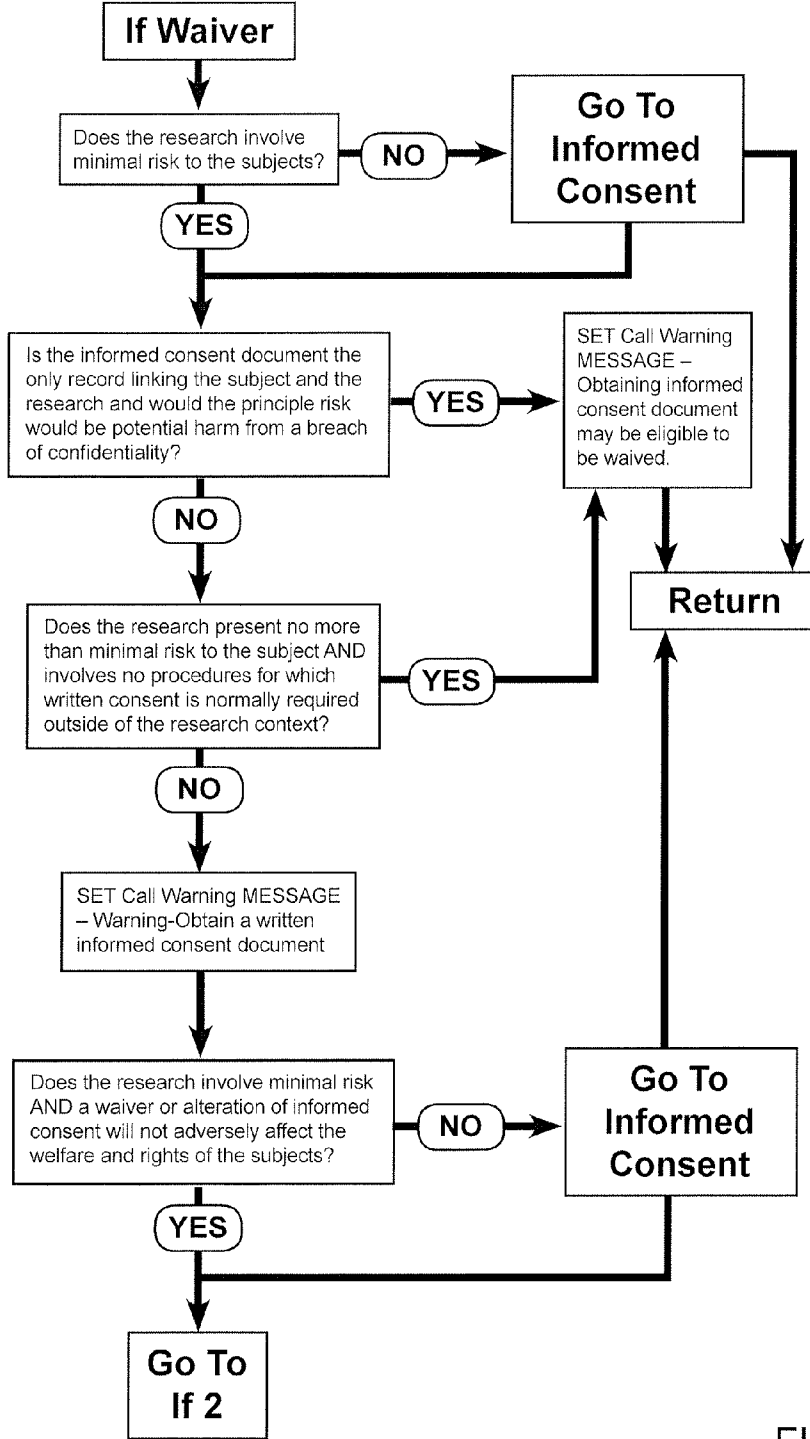 If Waiver
Does the research involve
minimal risk to the subjects?
NO
Go To
Informed
Consent
YES
Is the informed consent document the
only record linking the subject and the
research and would the principle risk
would be potential harm from a breach
of confidentiality?
YES
SET Call Warning
MESSAGE –
Obtaining informed
consent document
may be eligible to
be waived.
NO
Return
Does the research present no more
than minimal risk to the subject AND
involves no procedures for which
written consent is normally required
outside of the research context?
YES
NO
SET Call Warning MESSAGE
– Warning-Obtain a written
informed consent document
Does the research involve minimal risk
AND a waiver or alteration of informed
consent will not adversely affect the
welfare and rights of the subjects?
NO
Go To
Informed
Consent
YES
Go To
If 2